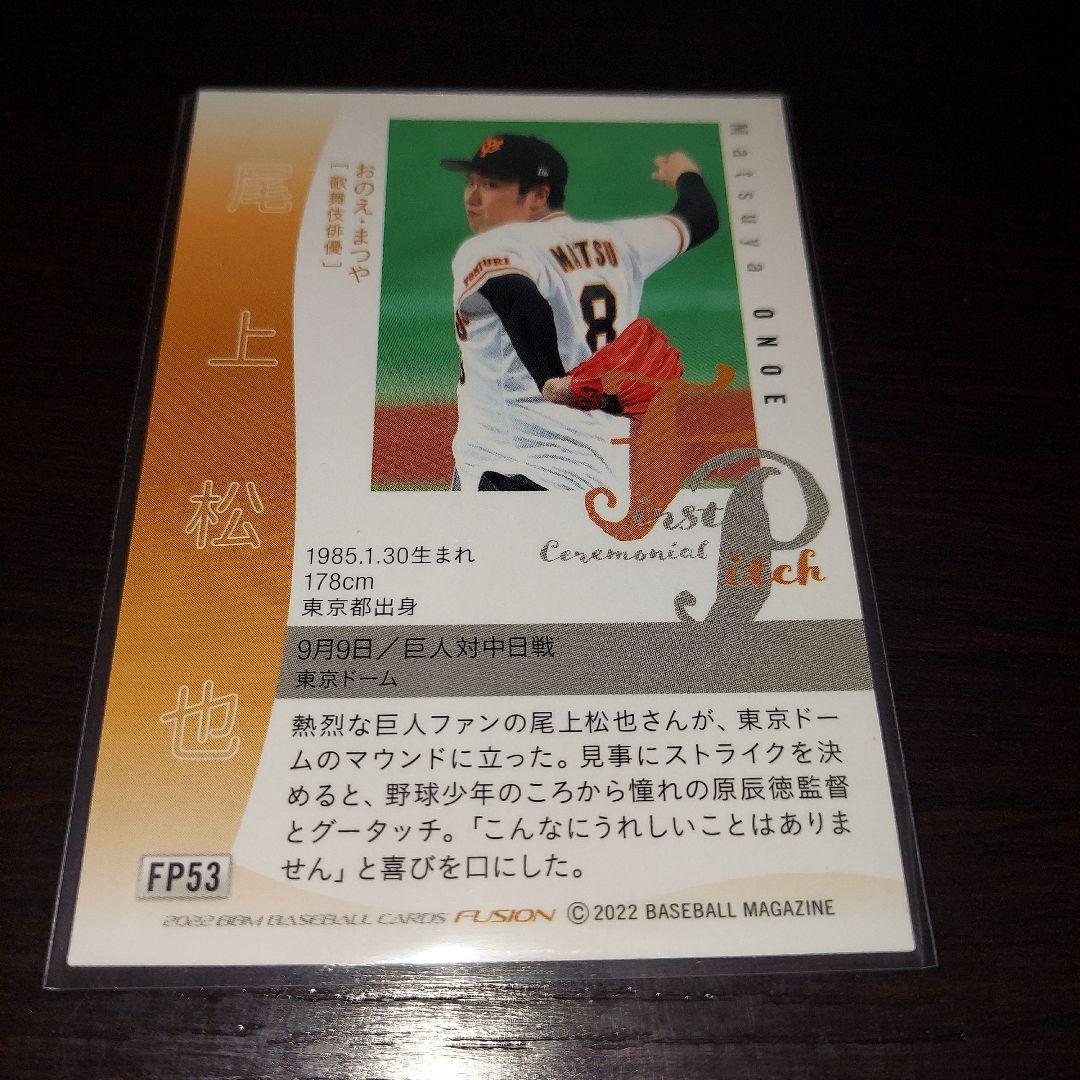 尾上松也
おのえ・まつや
[歌舞伎俳優]
Matsuya ONOE
YOMIURI
MATSU
8
First
Ceremonial
Pitch
1985.1.30生まれ
178cm
東京都出身
9月9日／巨人対中日戦
東京ドーム
熱烈な巨人ファンの尾上松也さんが、東京ドー
ムのマウンドに立った。見事にストライクを決
めると、野球少年のころから憧れの原辰徳監督
とグータッチ。「こんなにうれしいことはありま
せん」と喜びを口にした。
FP53
2022 BBM BASEBALL CARDS FUSION © 2022 BASEBALL MAGAZINE